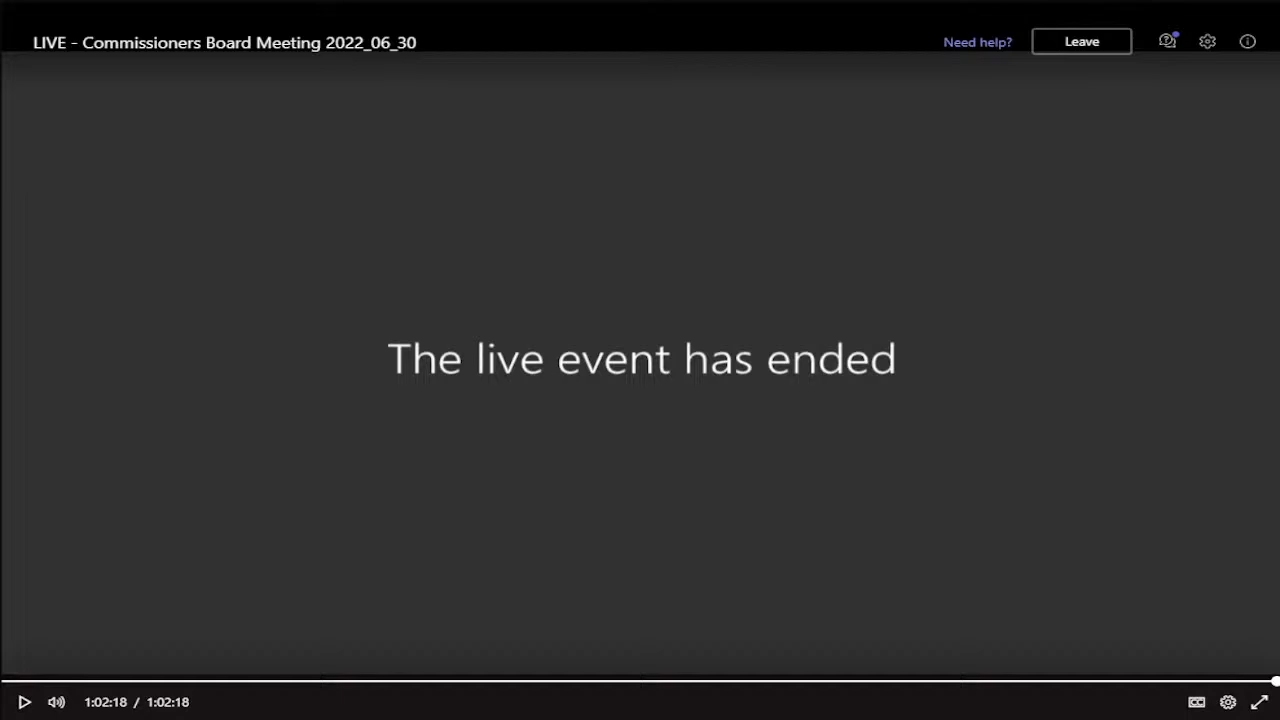 LIVE - Commissioners Board Meeting 2022_06_30
Need help?
Leave
The live event has ended
1:02:18 / 1:02:18
CC